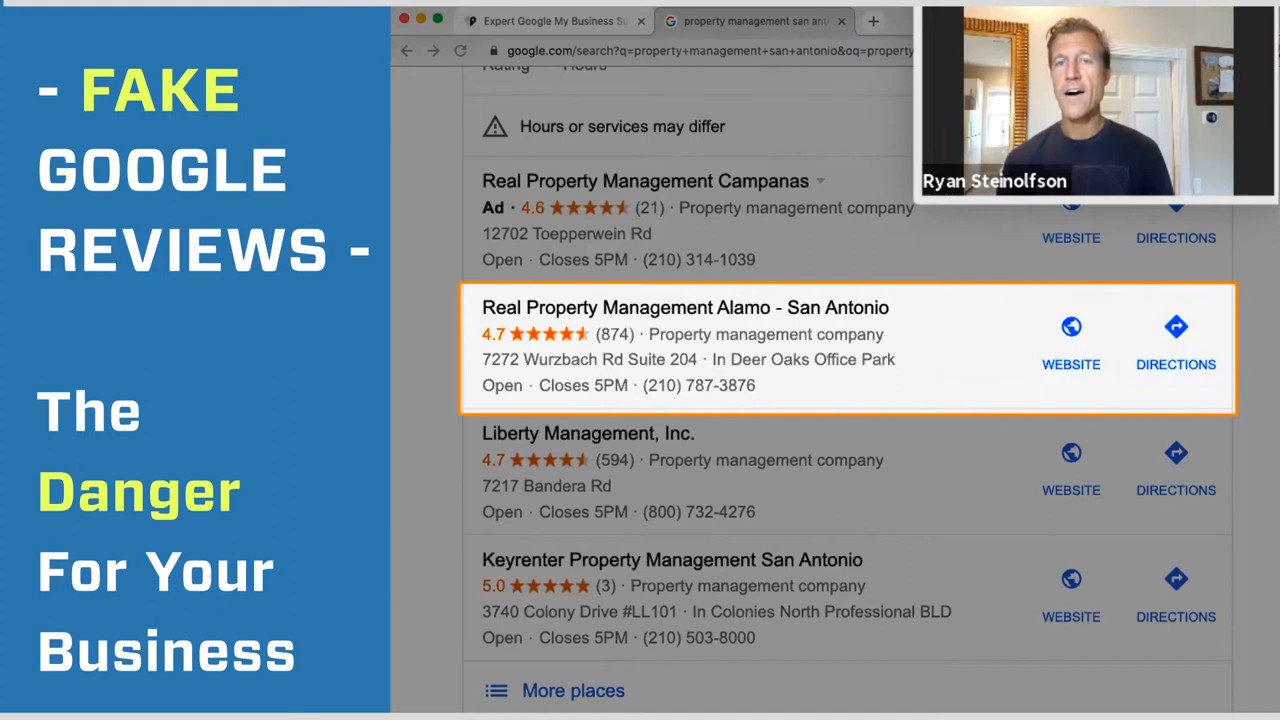 - FAKE
GOOGLE
REVIEWS -
The
Danger
For Your
Business
Expert Google My Business Su
property management san ant
google.com/search?q=property+management+san+antonio&oq=property
Rating
Hours
Hours or services may differ
Real Property Management Campanas
Ad · 4.6 (21) · Property management company
12702 Toepperwein Rd
Open · Closes 5PM · (210) 314-1039
WEBSITE
DIRECTIONS
Real Property Management Alamo - San Antonio
4.7 (874) · Property management company
7272 Wurzbach Rd Suite 204 · In Deer Oaks Office Park
Open · Closes 5PM · (210) 787-3876
WEBSITE
DIRECTIONS
Liberty Management, Inc.
4.7 (594) · Property management company
7217 Bandera Rd
Open · Closes 5PM · (800) 732-4276
WEBSITE
DIRECTIONS
Keyrenter Property Management San Antonio
5.0 (3) · Property management company
3740 Colony Drive #LL101 · In Colonies North Professional BLD
Open · Closes 5PM · (210) 503-8000
WEBSITE
DIRECTIONS
More places
Ryan Steinolfson